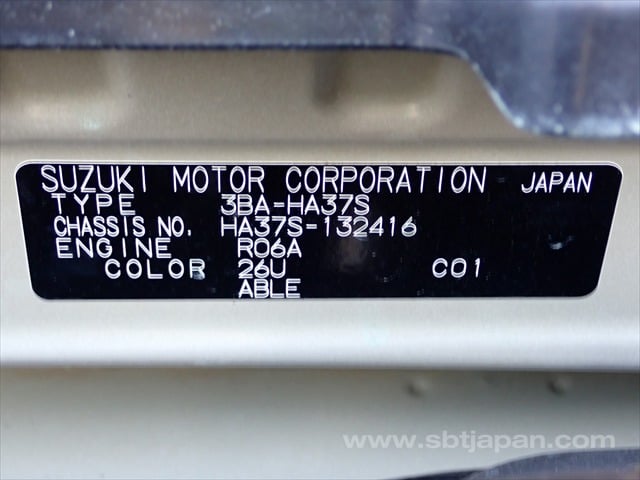 SUZUKI MOTOR CORPORATION JAPAN
TYPE 3BA-HA37S
CHASSIS NO. HA37S-132416
ENGINE R06A
COLOR 26U C01
ABLE
www.sbtjapan.com